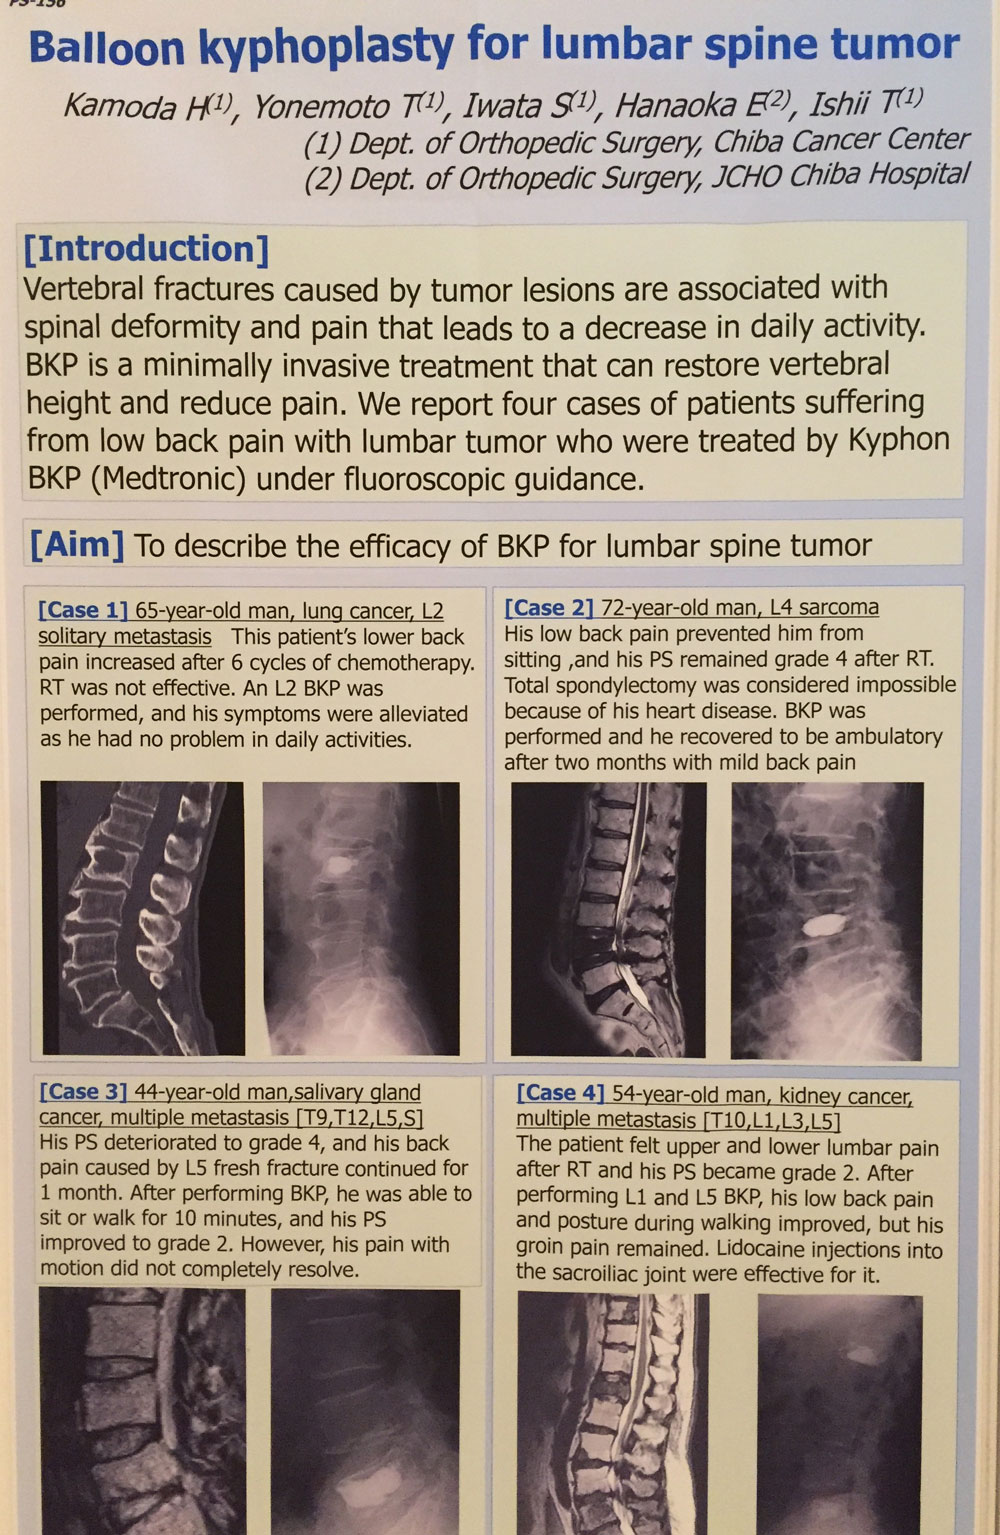 PS-156
Balloon kyphoplasty for lumbar spine tumor
Kamoda H(1), Yonemoto T(1), Iwata S(1), Hanaoka E(2), Ishii T(1)
(1) Dept. of Orthopedic Surgery, Chiba Cancer Center
(2) Dept. of Orthopedic Surgery, JCHO Chiba Hospital
[Introduction]
Vertebral fractures caused by tumor lesions are associated with
spinal deformity and pain that leads to a decrease in daily activity.
BKP is a minimally invasive treatment that can restore vertebral
height and reduce pain. We report four cases of patients suffering
from low back pain with lumbar tumor who were treated by Kyphon
BKP (Medtronic) under fluoroscopic guidance.
[Aim] To describe the efficacy of BKP for lumbar spine tumor
[Case 1] 65-year-old man, lung cancer, L2
solitary metastasis This patient's lower back
pain increased after 6 cycles of chemotherapy.
RT was not effective. An L2 BKP was
performed, and his symptoms were alleviated
as he had no problem in daily activities.
[Case 2] 72-year-old man, L4 sarcoma
His low back pain prevented him from
sitting ,and his PS remained grade 4 after RT.
Total spondylectomy was considered impossible
because of his heart disease. BKP was
performed and he recovered to be ambulatory
after two months with mild back pain
[Case 3] 44-year-old man,salivary gland
cancer, multiple metastasis [T9,T12,L5,S]
His PS deteriorated to grade 4, and his back
pain caused by L5 fresh fracture continued for
1 month. After performing BKP, he was able to
sit or walk for 10 minutes, and his PS
improved to grade 2. However, his pain with
motion did not completely resolve.
[Case 4] 54-year-old man, kidney cancer,
multiple metastasis [T10,L1,L3,L5]
The patient felt upper and lower lumbar pain
after RT and his PS became grade 2. After
performing L1 and L5 BKP, his low back pain
and posture during walking improved, but his
groin pain remained. Lidocaine injections into
the sacroiliac joint were effective for it.